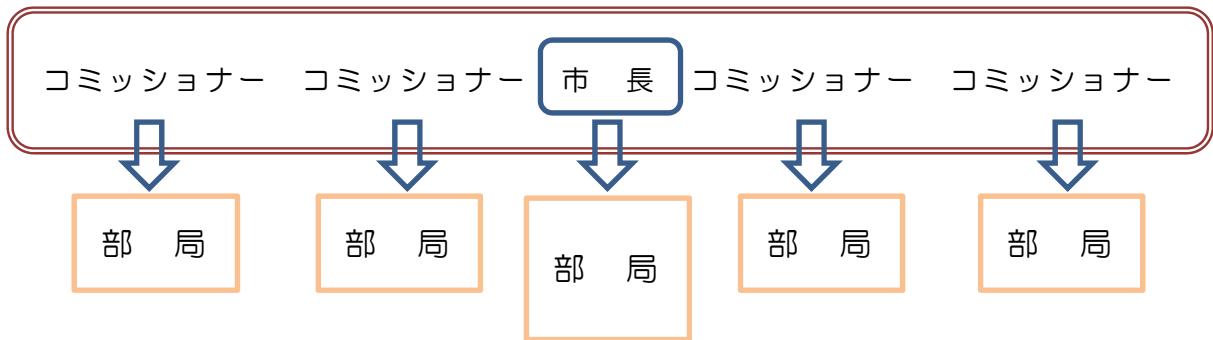 コミッショナー コミッショナー 市 長 コミッショナー コミッショナー
部 局 部 局 部 局 部 局 部 局